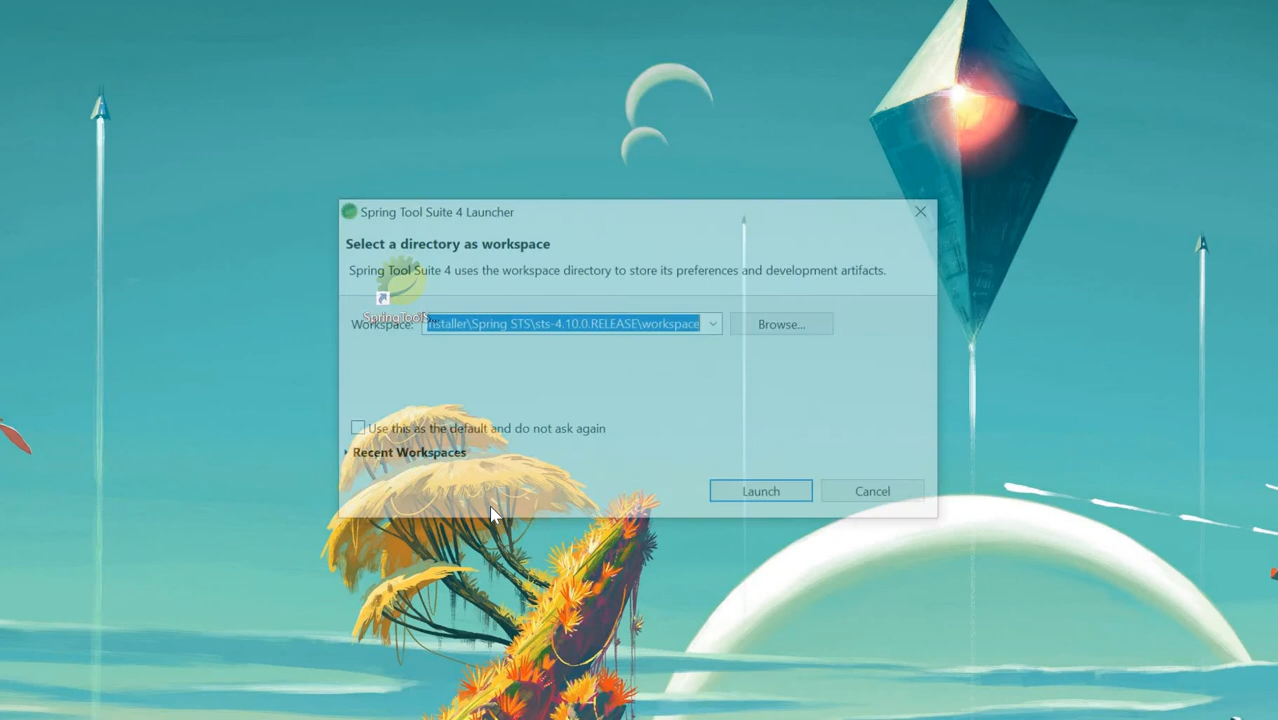 Spring Tool Suite 4 Launcher
Select a directory as workspace
Spring Tool Suite 4 uses the workspace directory to store its preferences and development artifacts.
Workspace: nstaller\Spring STS\sts-4.10.0.RELEASE\workspace Browse...
SpringToolS...
Use this as the default and do not ask again
Recent Workspaces
Launch Cancel